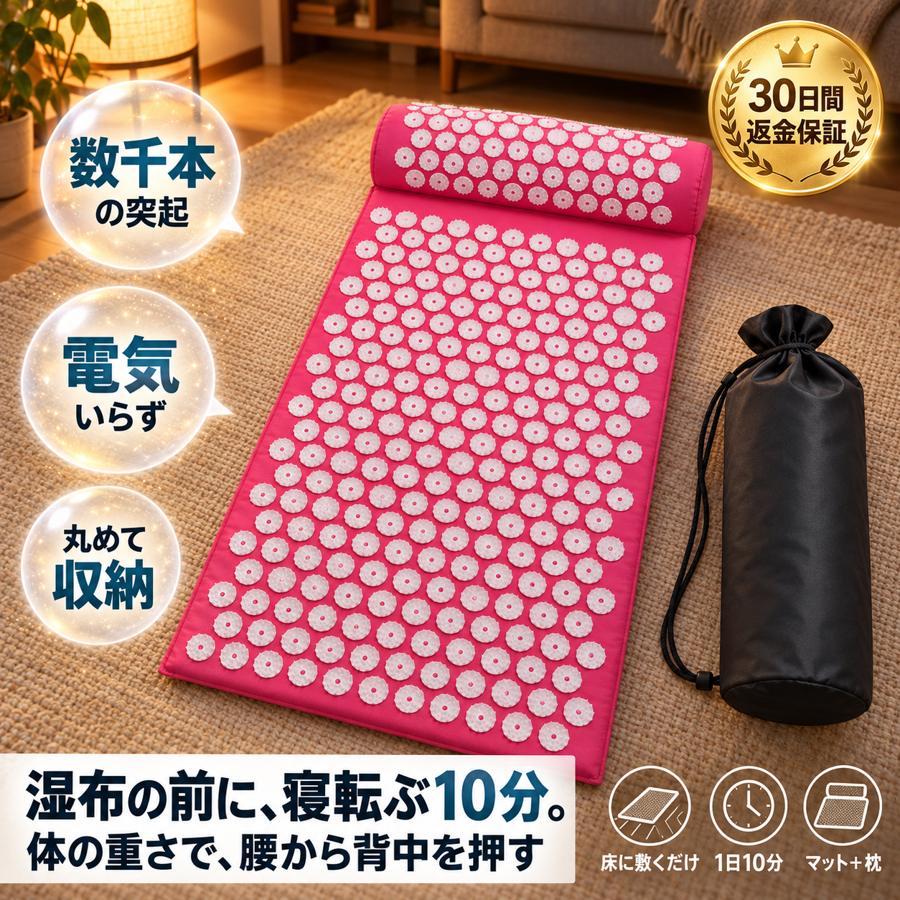 数千本
の突起
30日間
返金保証
電気
いらず
丸めて
収納
湿布の前に、寝転ぶ10分。
体の重さで、腰から背中を押す
床に敷くだけ
1日10分
マット+枕